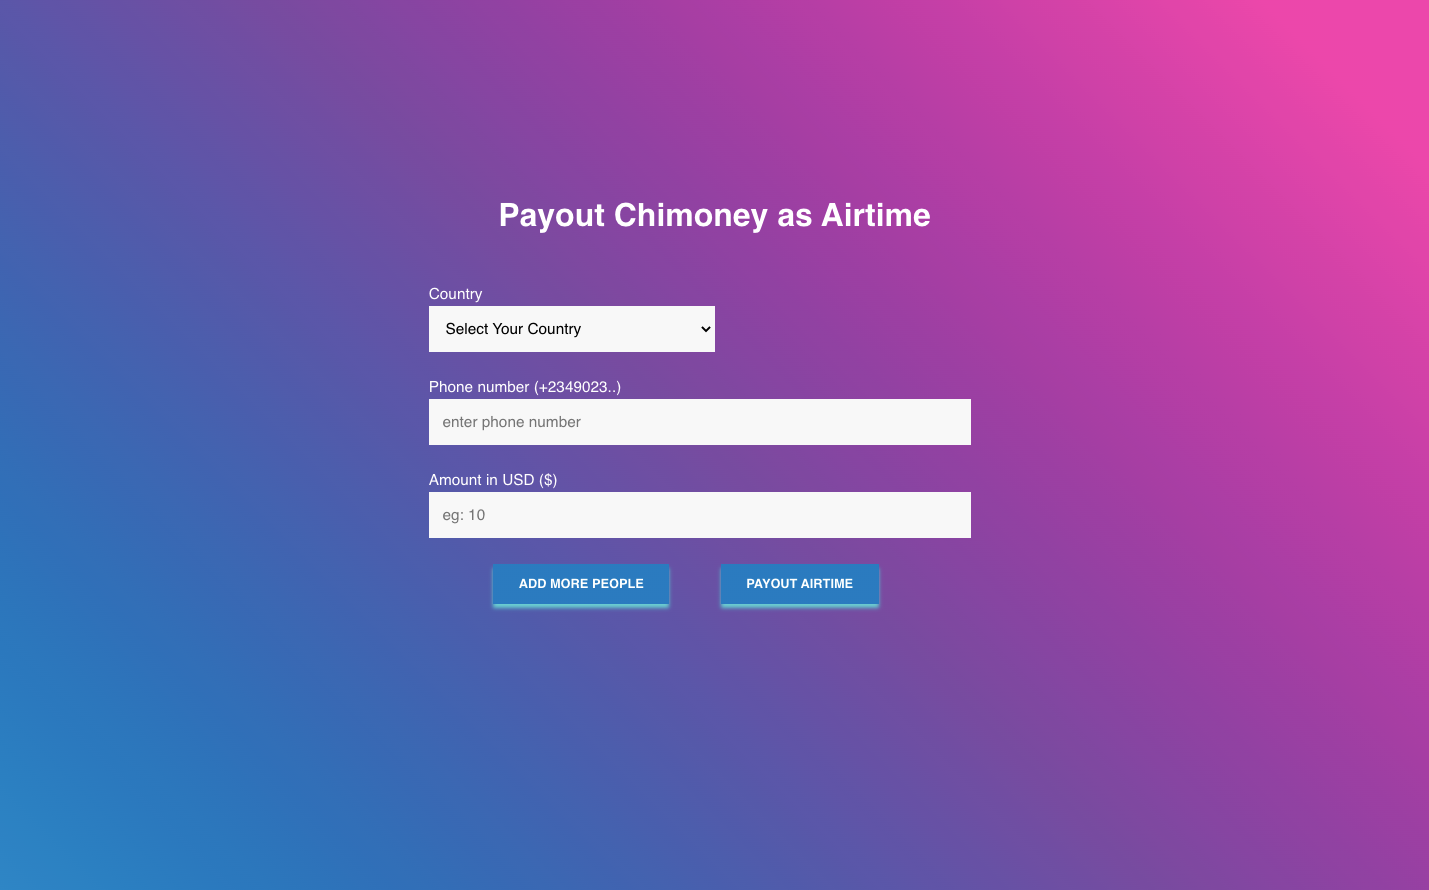 Payout Chimoney as Airtime
Country
Select Your Country
Phone number (+2349023..)
enter phone number
Amount in USD ($)
eg: 10
ADD MORE PEOPLE
PAYOUT AIRTIME